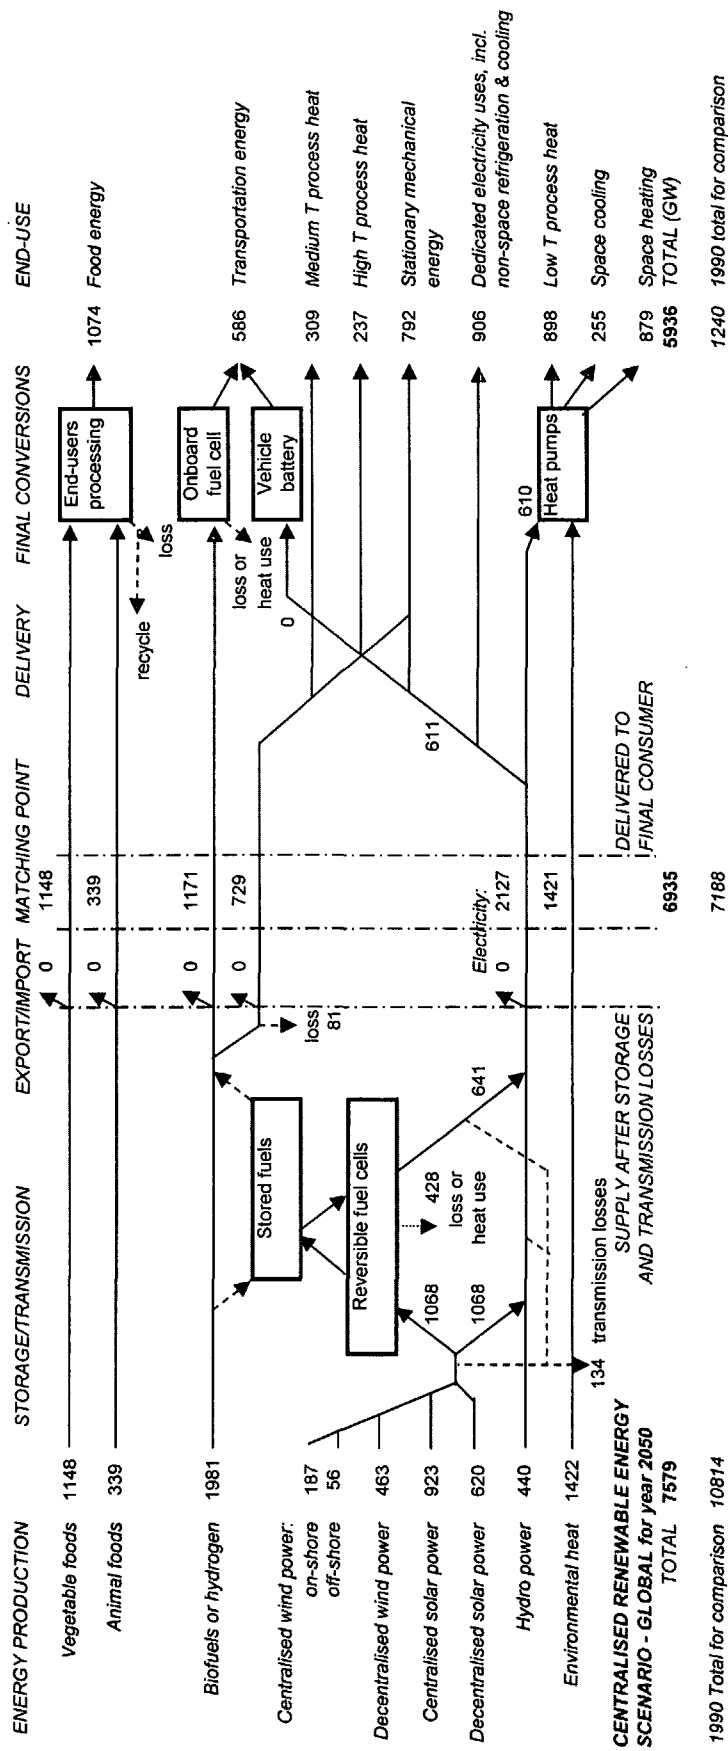 ENERGY PRODUCTION
STORAGE/TRANSMISSION
EXPORT/IMPORT
MATCHING POINT
DELIVERY
FINAL CONVERSIONS
END-USE
Vegetable foods 1148
0
1148
Animal foods 339
0
339
End-users
processing
1074 Food energy
recycle
loss
Biofuels or hydrogen 1981
0
1171
Onboard
fuel cell
loss or
heat use
586 Transportation energy
Stored fuels
0
729
loss
81
0
Vehicle
battery
Centralised wind power:
on-shore 187
off-shore 56
309 Medium T process heat
Decentralised wind power 463
Reversible fuel cells
237 High T process heat
Centralised solar power 923
1068
428
loss or
heat use
792 Stationary mechanical
energy
611
Decentralised solar power 620
1068
641
Electricity:
906 Dedicated electricity uses, incl.
non-space refrigeration & cooling
Hydro power 440
0
2127
610
Heat pumps
898 Low T process heat
Environmental heat 1422
1421
255 Space cooling
134 transmission losses
879 Space heating
CENTRALISED RENEWABLE ENERGY
SCENARIO - GLOBAL for year 2050
SUPPLY AFTER STORAGE
AND TRANSMISSION LOSSES
DELIVERED TO
FINAL CONSUMER
TOTAL 7579
6935
5936 TOTAL (GW)
1990 Total for comparison 10814
7188
1240 1990 total for comparison